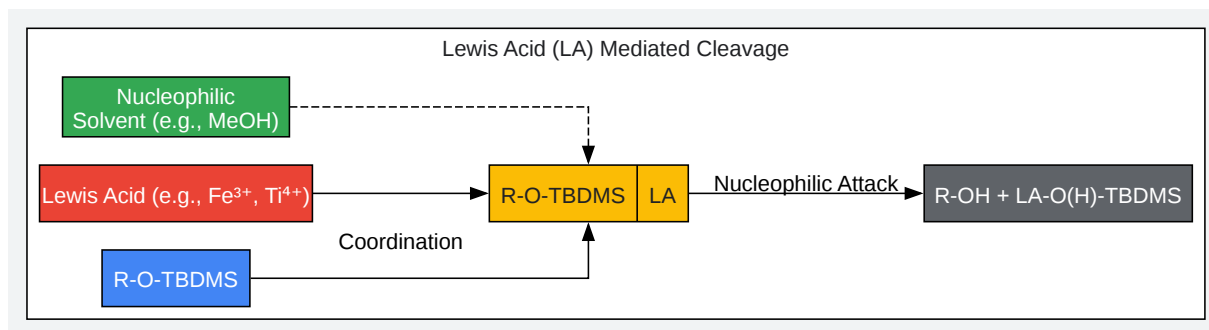 Lewis Acid (LA) Mediated Cleavage
Nucleophilic
Solvent (e.g., MeOH)
Lewis Acid (e.g., Fe³⁺, Ti⁴⁺)
R-O-TBDMS
LA
Nucleophilic Attack
R-OH + LA-O(H)-TBDMS
Coordination
R-O-TBDMS